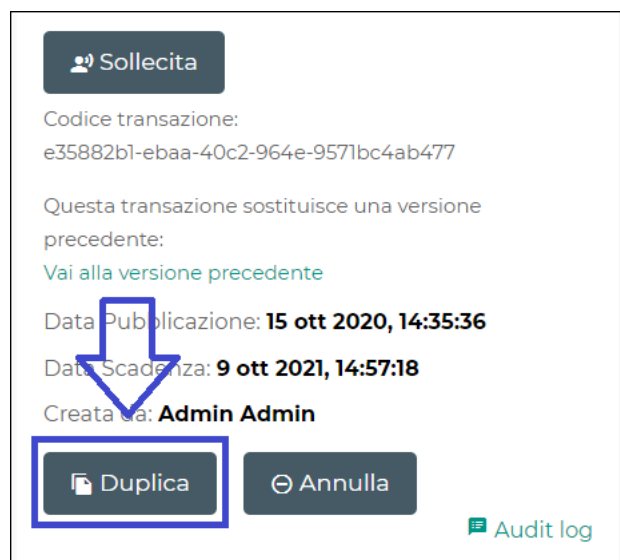 Sollecita
Codice transazione:
e35882b1-ebaa-40c2-964e-9571bc4ab477
Questa transazione sostituisce una versione
precedente:
Vai alla versione precedente
Data Pubblicazione: 15 ott 2020, 14:35:36
Data Scadenza: 9 ott 2021, 14:57:18
Creata da: Admin Admin
Duplica
Annulla
Audit log